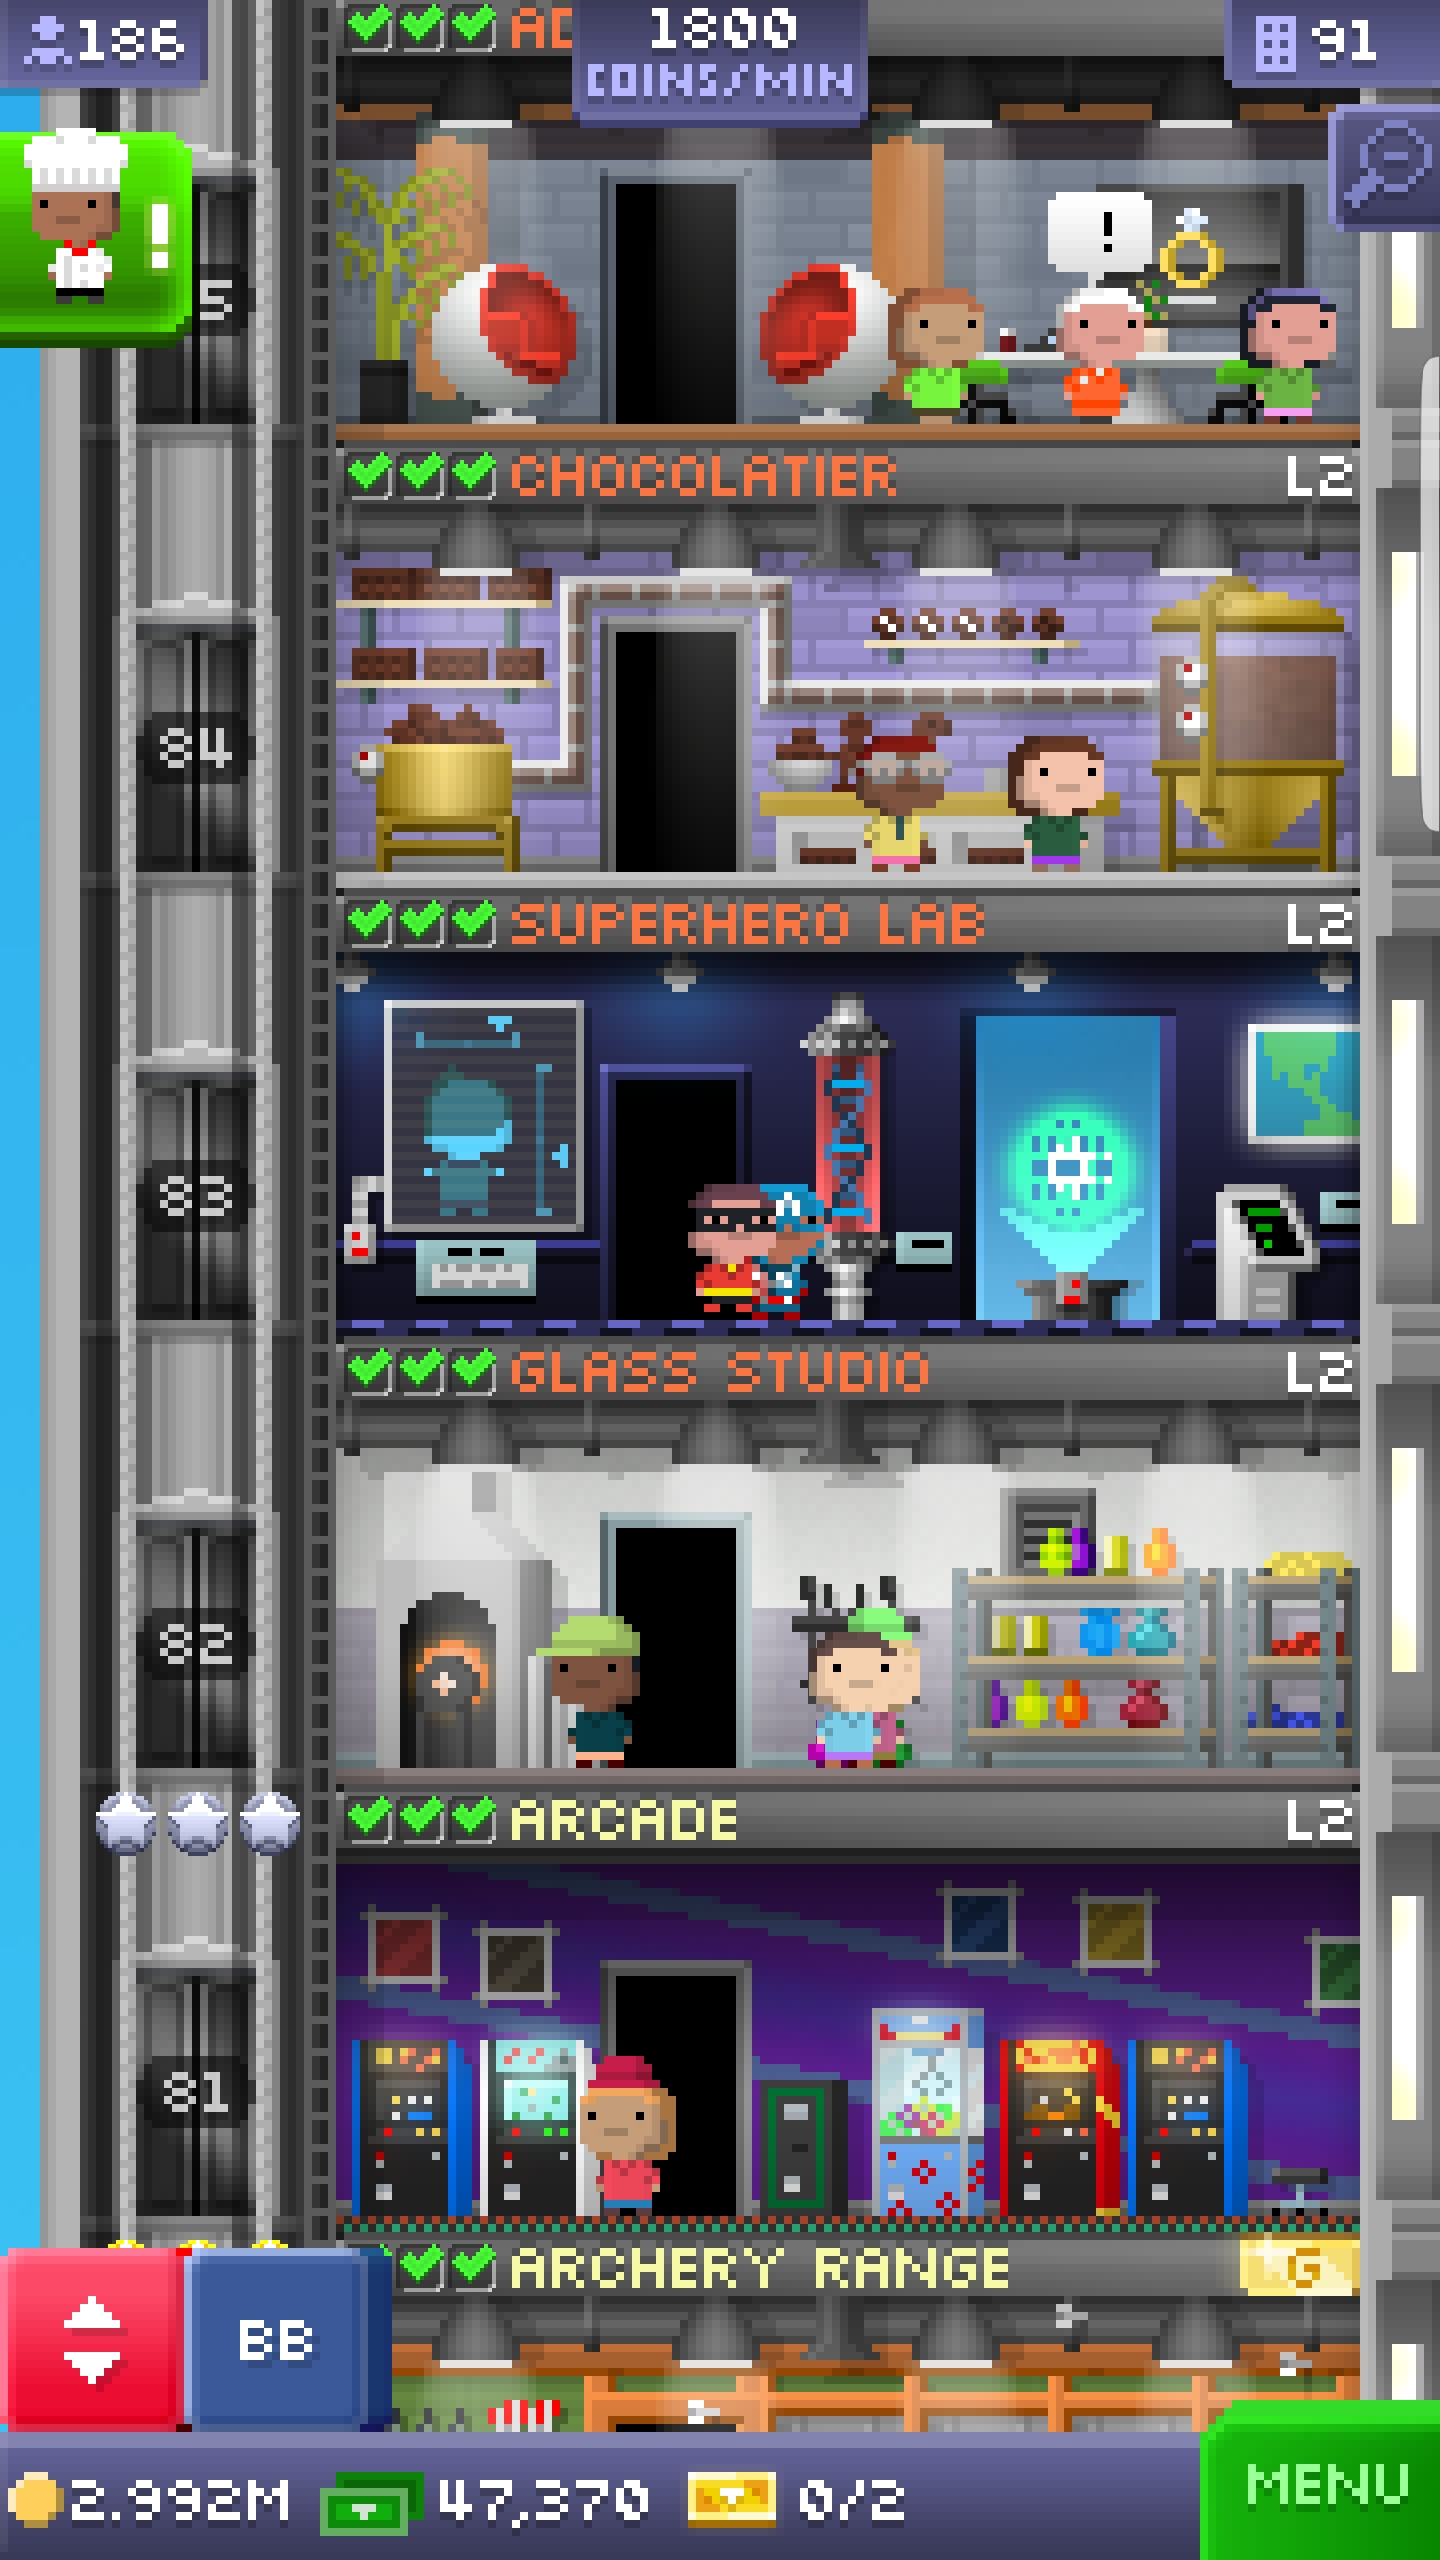 186
AD
1800
COINS/MIN
91
!
!
5
CHOCOLATIER L2
84
SUPERHERO LAB L2
83
GLASS STUDIO L2
82
ARCADE L2
81
ARCHERY RANGE G
BB
2.992M 47,370 0/2 MENU